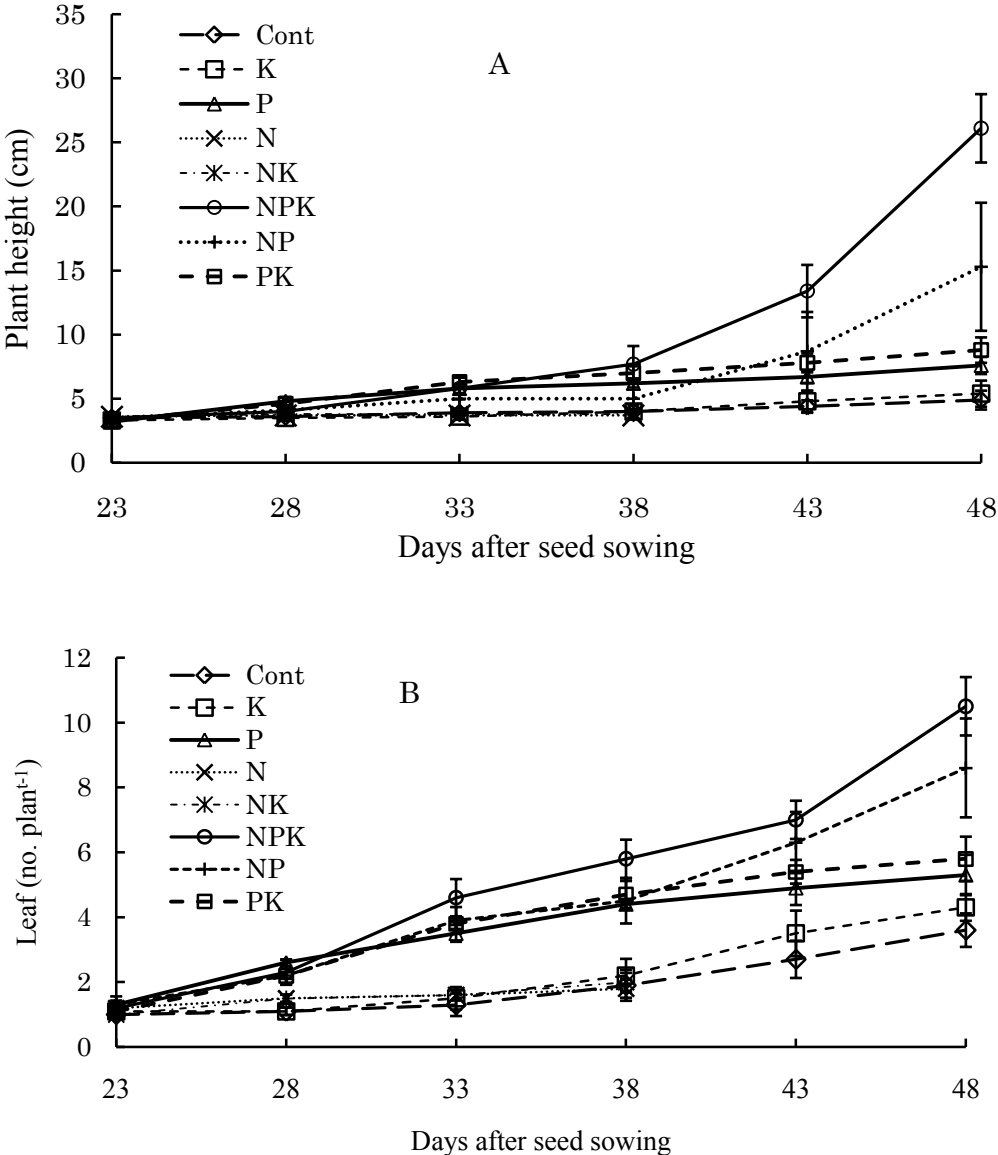 35
30
25
20
15
10
5
0
Plant height (cm)
Cont
K
P
N
NK
NPK
NP
PK
A
23 28 33 38 43 48
Days after seed sowing
12
10
8
6
4
2
0
Leaf (no. plant-1)
Cont
K
P
N
NK
NPK
NP
PK
B
23 28 33 38 43 48
Days after seed sowing